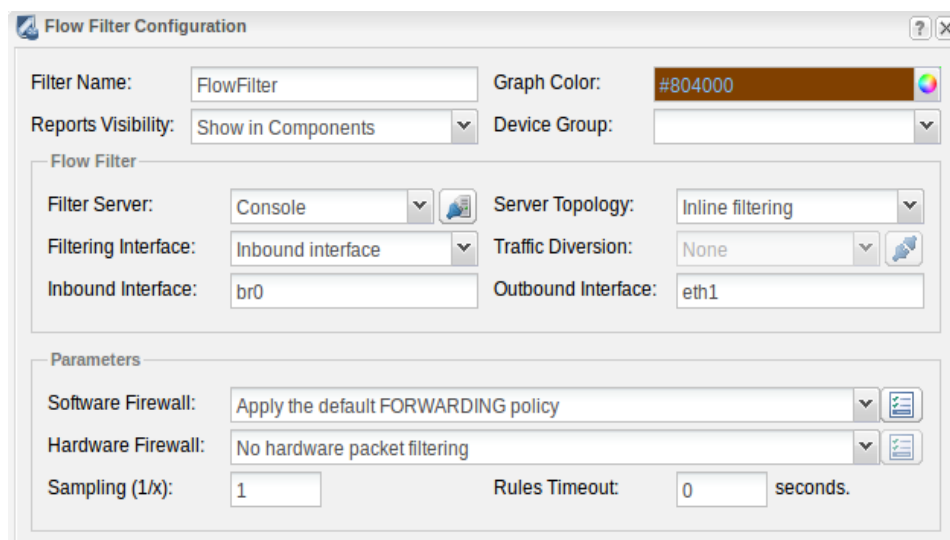 Flow Filter Configuration
Filter Name: FlowFilter Graph Color: #804000
Reports Visibility: Show in Components Device Group:
Flow Filter
Filter Server: Console Server Topology: Inline filtering
Filtering Interface: Inbound interface Traffic Diversion: None
Inbound Interface: br0 Outbound Interface: eth1
Parameters
Software Firewall: Apply the default FORWARDING policy
Hardware Firewall: No hardware packet filtering
Sampling (1/x): 1 Rules Timeout: 0 seconds.